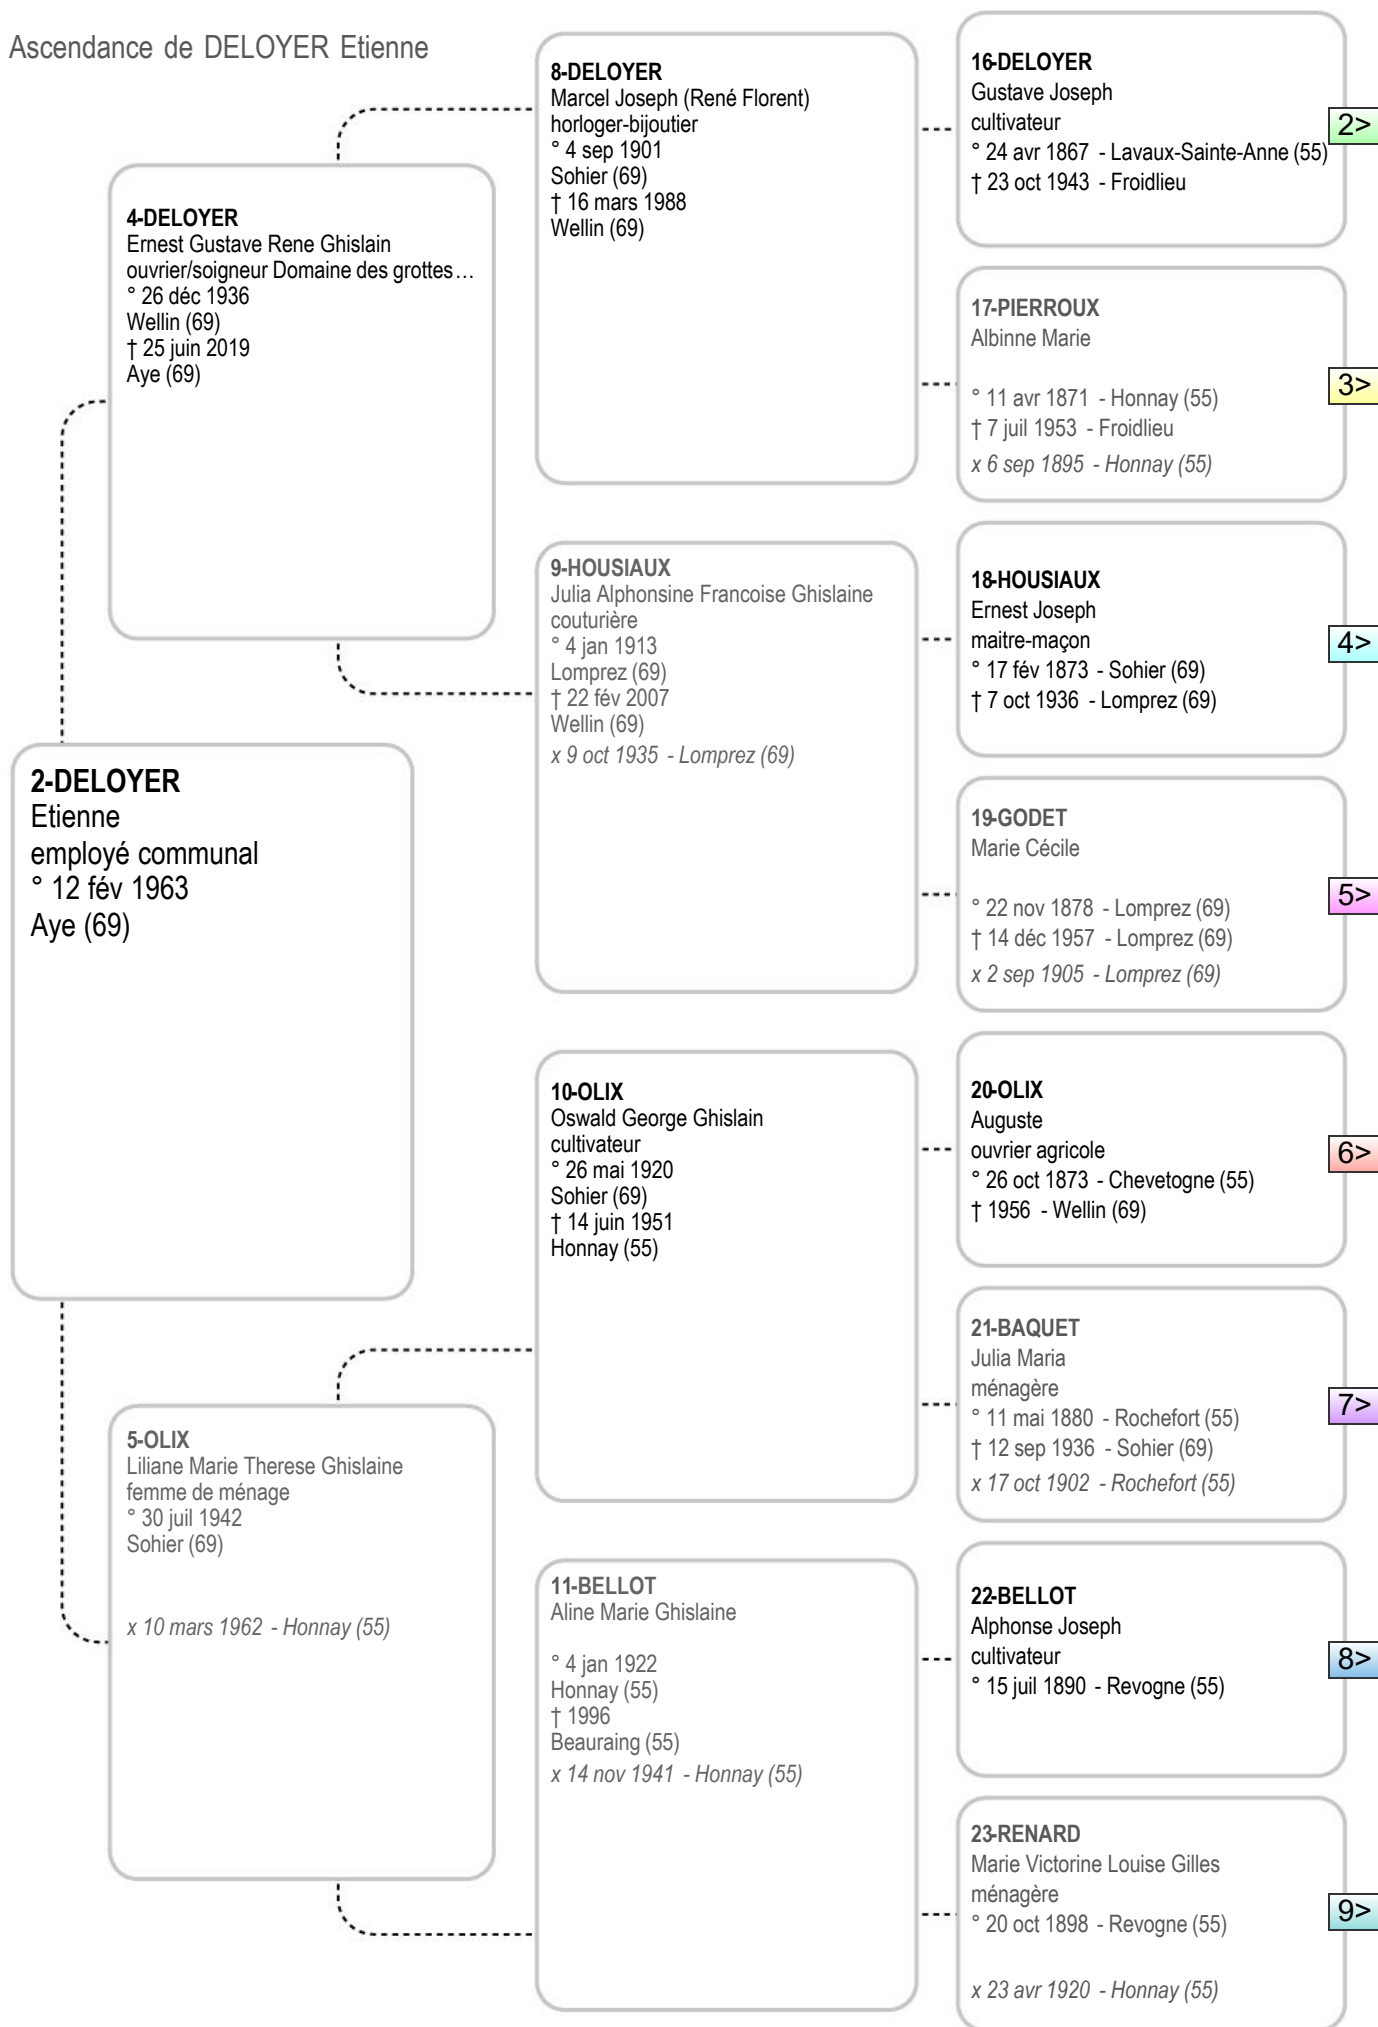 Ascendance de DELOYER Etienne
2-DELOYER
Etienne
employé communal
° 12 fév 1963
Aye (69)
4-DELOYER
Ernest Gustave Rene Ghislain
ouvrier/soigneur Domaine des grottes…
° 26 déc 1936
Wellin (69)
† 25 juin 2019
Aye (69)
5-OLIX
Liliane Marie Therese Ghislaine
femme de ménage
° 30 juil 1942
Sohier (69)
x 10 mars 1962 - Honnay (55)
8-DELOYER
Marcel Joseph (René Florent)
horloger-bijoutier
° 4 sep 1901
Sohier (69)
† 16 mars 1988
Wellin (69)
9-HOUSIAUX
Julia Alphonsine Francoise Ghislaine
couturière
° 4 jan 1913
Lomprez (69)
† 22 fév 2007
Wellin (69)
x 9 oct 1935 - Lomprez (69)
10-OLIX
Oswald George Ghislain
cultivateur
° 26 mai 1920
Sohier (69)
† 14 juin 1951
Honnay (55)
11-BELLOT
Aline Marie Ghislaine
° 4 jan 1922
Honnay (55)
† 1996
Beauraing (55)
x 14 nov 1941 - Honnay (55)
16-DELOYER
Gustave Joseph
cultivateur
° 24 avr 1867 - Lavaux-Sainte-Anne (55)
† 23 oct 1943 - Froidlieu
2>
17-PIERROUX
Albinne Marie
° 11 avr 1871 - Honnay (55)
† 7 juil 1953 - Froidlieu
x 6 sep 1895 - Honnay (55)
3>
18-HOUSIAUX
Ernest Joseph
maitre-maçon
° 17 fév 1873 - Sohier (69)
† 7 oct 1936 - Lomprez (69)
4>
19-GODET
Marie Cécile
° 22 nov 1878 - Lomprez (69)
† 14 déc 1957 - Lomprez (69)
x 2 sep 1905 - Lomprez (69)
5>
20-OLIX
Auguste
ouvrier agricole
° 26 oct 1873 - Chevetogne (55)
† 1956 - Wellin (69)
6>
21-BAQUET
Julia Maria
ménagère
° 11 mai 1880 - Rochefort (55)
† 12 sep 1936 - Sohier (69)
x 17 oct 1902 - Rochefort (55)
7>
22-BELLOT
Alphonse Joseph
cultivateur
° 15 juil 1890 - Revogne (55)
8>
23-RENARD
Marie Victorine Louise Gilles
ménagère
° 20 oct 1898 - Revogne (55)
x 23 avr 1920 - Honnay (55)
9>